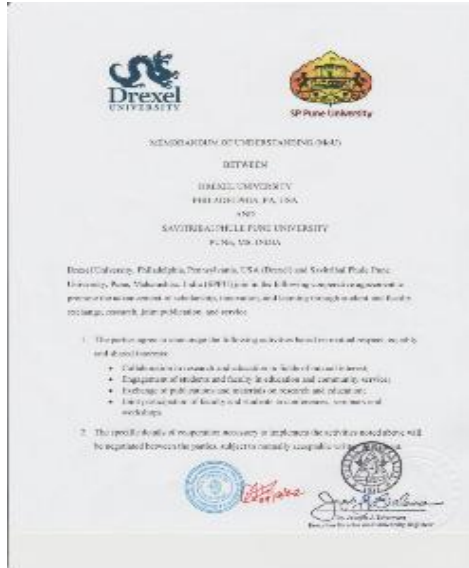 Drexel
UNIVERSITY
SP Pune University
MEMORANDUM OF UNDERSTANDING (MoU)
BETWEEN
DREXEL UNIVERSITY
PHILADELPHIA, PA, USA
AND
SAVITRIBAI PHULE PUNE UNIVERSITY
PUNE, MS, INDIA
Drexel University, Philadelphia, Pennsylvania, USA (Drexel) and Savitribai Phule Pune
University, Pune, Maharashtra, India (SPPU) join in the following cooperative agreement to
promote the advancement of scholarship, innovation, and learning through student and faculty
exchange, research, joint publication, and service.
1. The parties agree to encourage the following activities based on mutual respect, equality
and shared interests:
• Collaboration in research and education in fields of mutual interest;
• Engagement of students and faculty in education and community service;
• Exchange of publications and materials on research and education;
• Joint participation of faculty and students in conferences, seminars and
workshops.
2. The specific details of cooperation necessary to implement the activities noted above will
be negotiated between the parties, subject to mutually acceptable